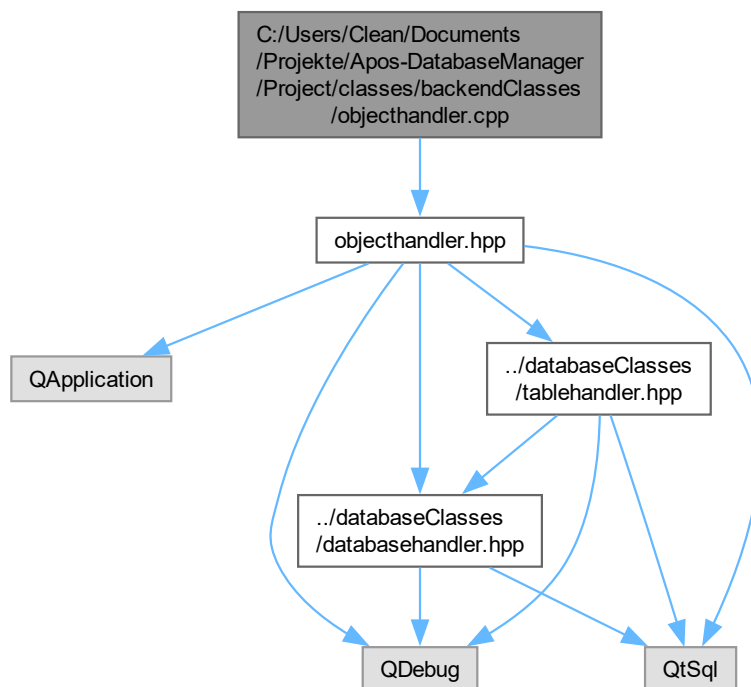 C:/Users/Clean/Documents
/Projekte/Apos-DatabaseManager
/Project/classes/backendClasses
/objecthandler.cpp
objecthandler.hpp
QApplication
../databaseClasses
/tablehandler.hpp
../databaseClasses
/databasehandler.hpp
QDebug
QtSql